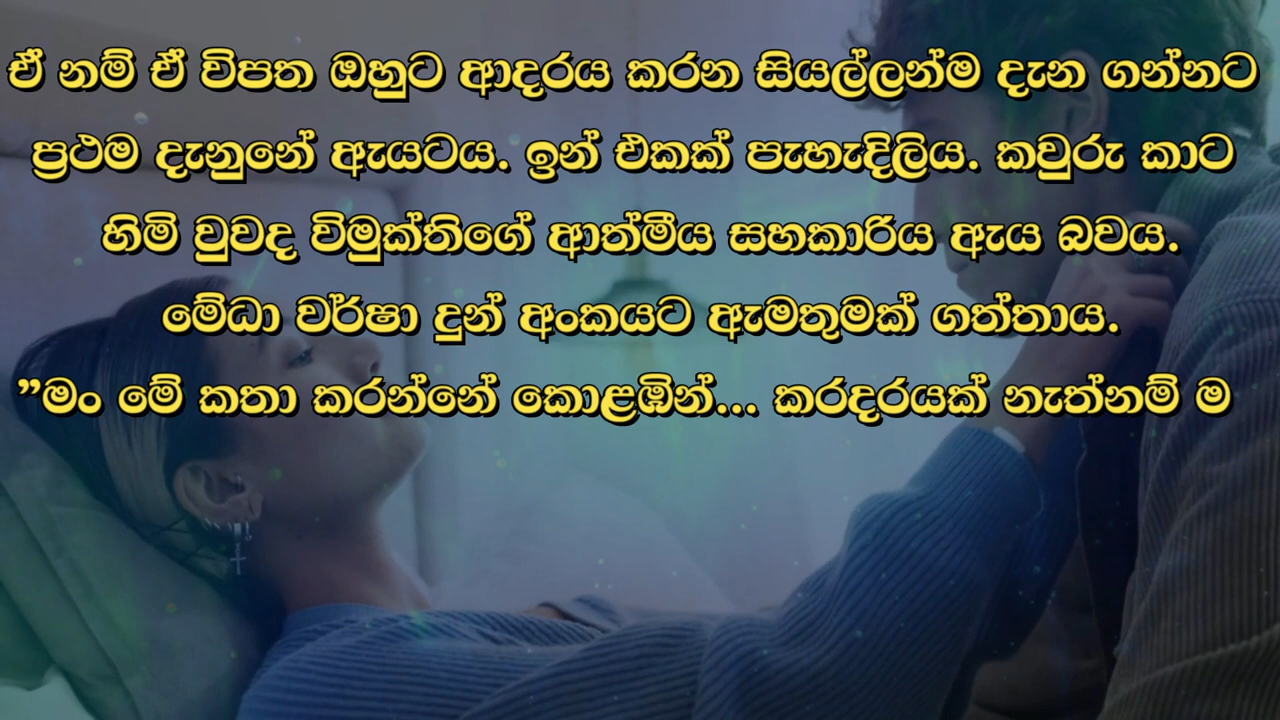 ඒ නම් ඒ විපත ඔහුට ආදරය කරන සියල්ලන්ම දැන ගන්නට
ප්‍රථම දැනුනේ ඇයටය. ඉන් එකක් පැහැදිලිය. කවුරු කාට
හිමි වුවද විමුක්තිගේ ආත්මීය සහකාරිය ඇය බවය.
මේධා වර්ෂා දුන් අංකයට ඇමතුමක් ගත්තාය.
”මං මේ කතා කරන්නේ කොළඹින්... කරදරයක් නැත්නම් ම